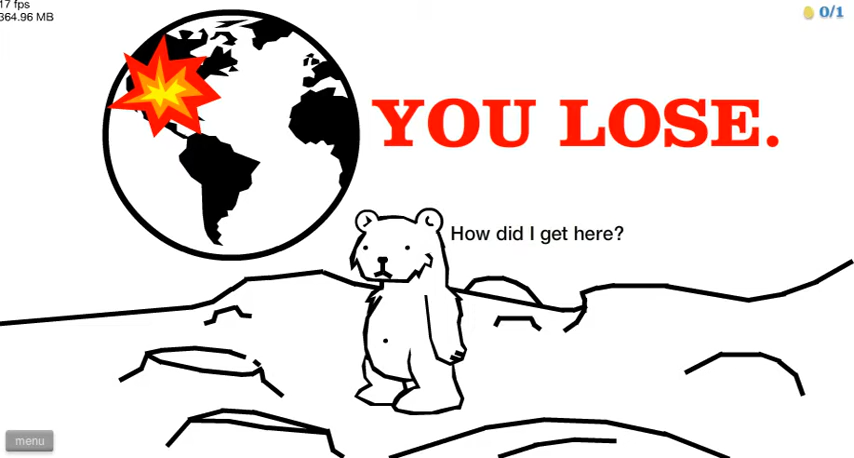 17 fps
364.96 MB
0/1
YOU LOSE.
How did I get here?
menu